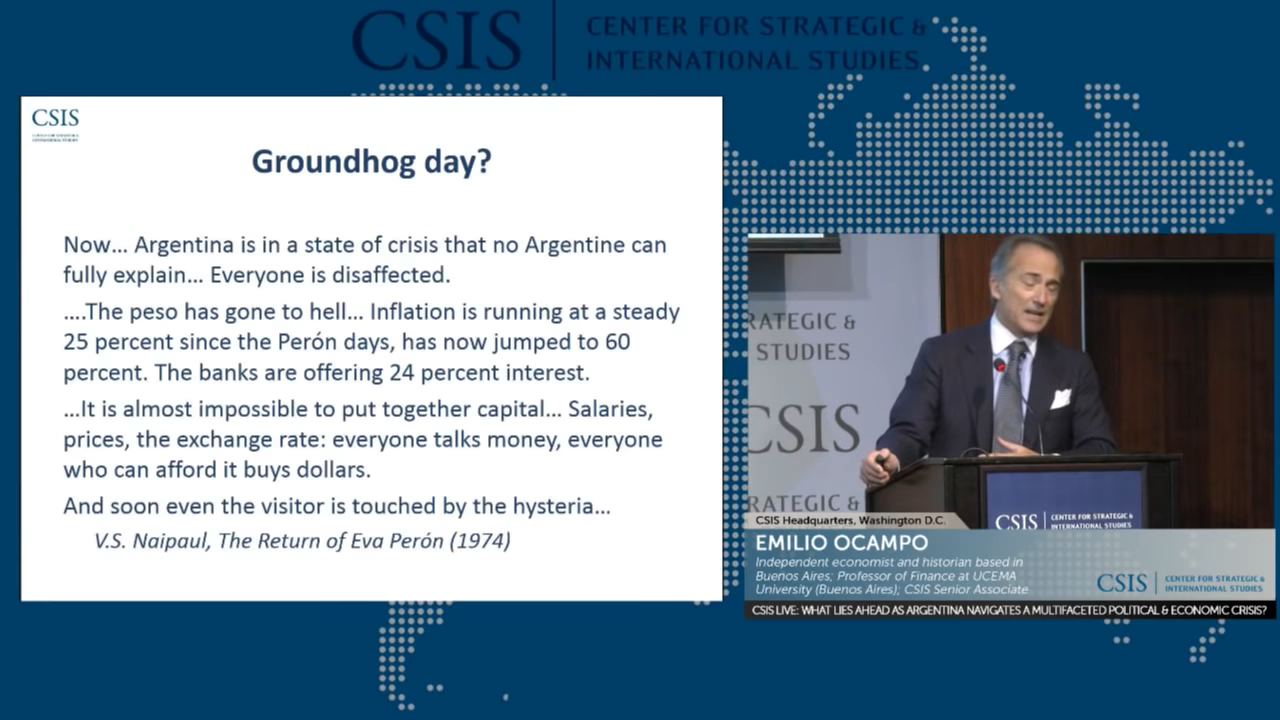 CSIS
CENTER FOR STRATEGIC &
INTERNATIONAL STUDIES
CSIS
CENTER FOR STRATEGIC &
INTERNATIONAL STUDIES
Groundhog day?
Now... Argentina is in a state of crisis that no Argentine can
fully explain... Everyone is disaffected.
....The peso has gone to hell... Inflation is running at a steady
25 percent since the Perón days, has now jumped to 60
percent. The banks are offering 24 percent interest.
...It is almost impossible to put together capital... Salaries,
prices, the exchange rate: everyone talks money, everyone
who can afford it buys dollars.
And soon even the visitor is touched by the hysteria...
V.S. Naipaul, The Return of Eva Perón (1974)
RATEGIC &
STUDIES
CSIS
RATEGIC &
CSIS
CENTER FOR STRATEGIC &
INTERNATIONAL STUDIES
CSIS Headquarters, Washington D.C.
EMILIO OCAMPO
Independent economist and historian based in
Buenos Aires; Professor of Finance at UCEMA
University (Buenos Aires); CSIS Senior Associate
CSIS
CENTER FOR STRATEGIC &
INTERNATIONAL STUDIES
CSIS LIVE: WHAT LIES AHEAD AS ARGENTINA NAVIGATES A MULTIFACETED POLITICAL & ECONOMIC CRISIS?